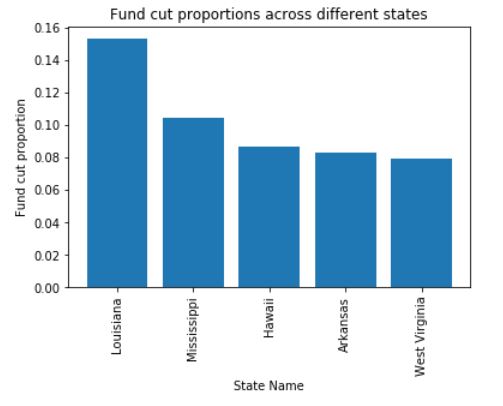 Fund cut proportions across different states
Fund cut proportion
0.16
0.14
0.12
0.10
0.08
0.06
0.04
0.02
0.00
Louisiana
Mississippi
Hawaii
Arkansas
West Virginia
State Name